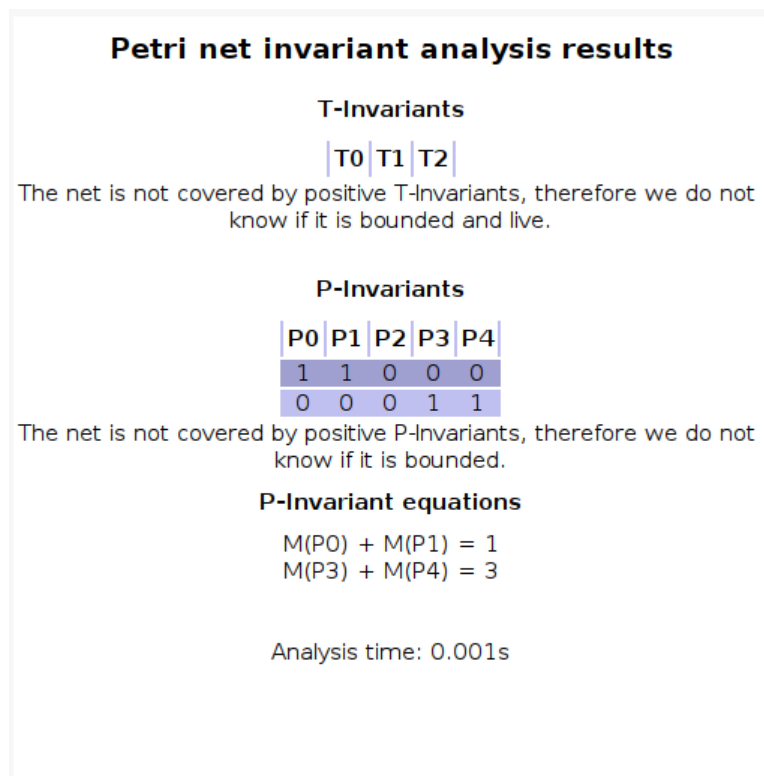 Petri net invariant analysis results
T-Invariants
T0 T1 T2
The net is not covered by positive T-Invariants, therefore we do not
know if it is bounded and live.
P-Invariants
P0 P1 P2 P3 P4
1 1 0 0 0
0 0 0 1 1
The net is not covered by positive P-Invariants, therefore we do not
know if it is bounded.
P-Invariant equations
M(P0) + M(P1) = 1
M(P3) + M(P4) = 3
Analysis time: 0.001s